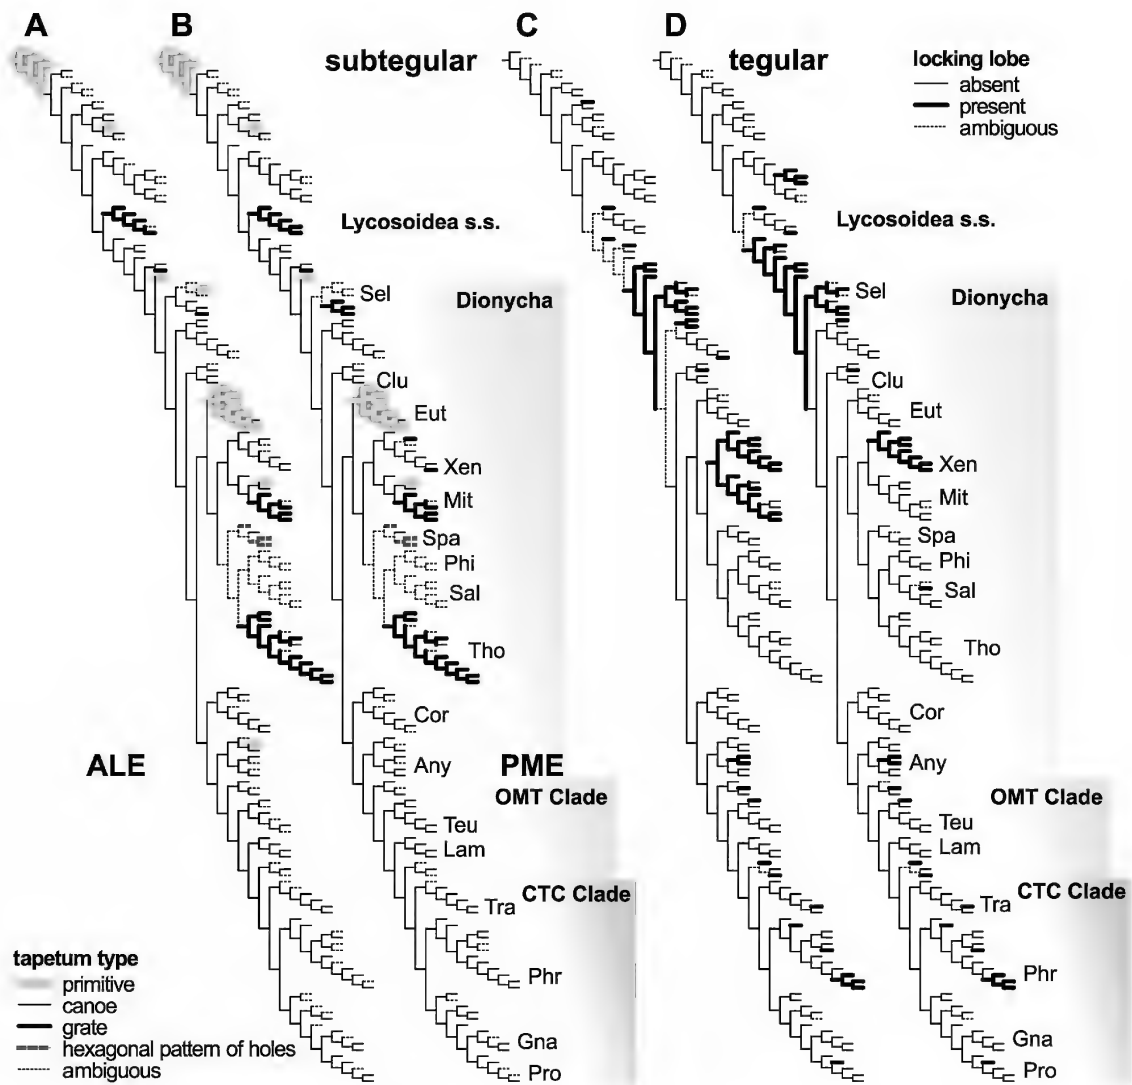 A B C D
subtegular tegular
locking lobe
absent
present
ambiguous
Lycosoidea s.s. Lycosoidea s.s.
Sel Dionycha Sel Dionycha
Clu Clu
Eut Eut
Xen Xen
Mit Mit
Spa Spa
Phi Phi
Sal Sal
Tho Tho
Cor Cor
ALE Any PME Any
OMT Clade OMT Clade
Teu Teu
Lam Lam
CTC Clade CTC Clade
Tra Tra
tapetum type
primitive Phr Phr
canoe
grate
hexagonal pattern of holes Gna Gna
ambiguous Pro Pro